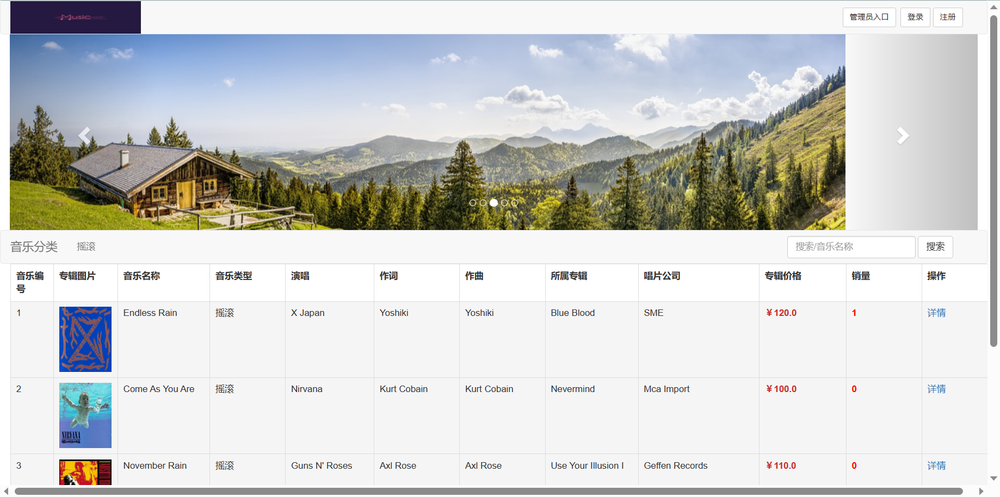 Music
管理员入口 登录 注册
音乐分类 摇滚 搜索/音乐名称 搜索
音乐编号 专辑图片 音乐名称 音乐类型 演唱 作词 作曲 所属专辑 唱片公司 专辑价格 销量 操作
1 Endless Rain 摇滚 X Japan Yoshiki Yoshiki Blue Blood SME ¥120.0 1 详情
2 Come As You Are 摇滚 Nirvana Kurt Cobain Kurt Cobain Nevermind Mca Import ¥100.0 0 详情
NIRVANA
NEVERMIND
3 November Rain 摇滚 Guns N' Roses Axl Rose Axl Rose Use Your Illusion I Geffen Records ¥110.0 0 详情